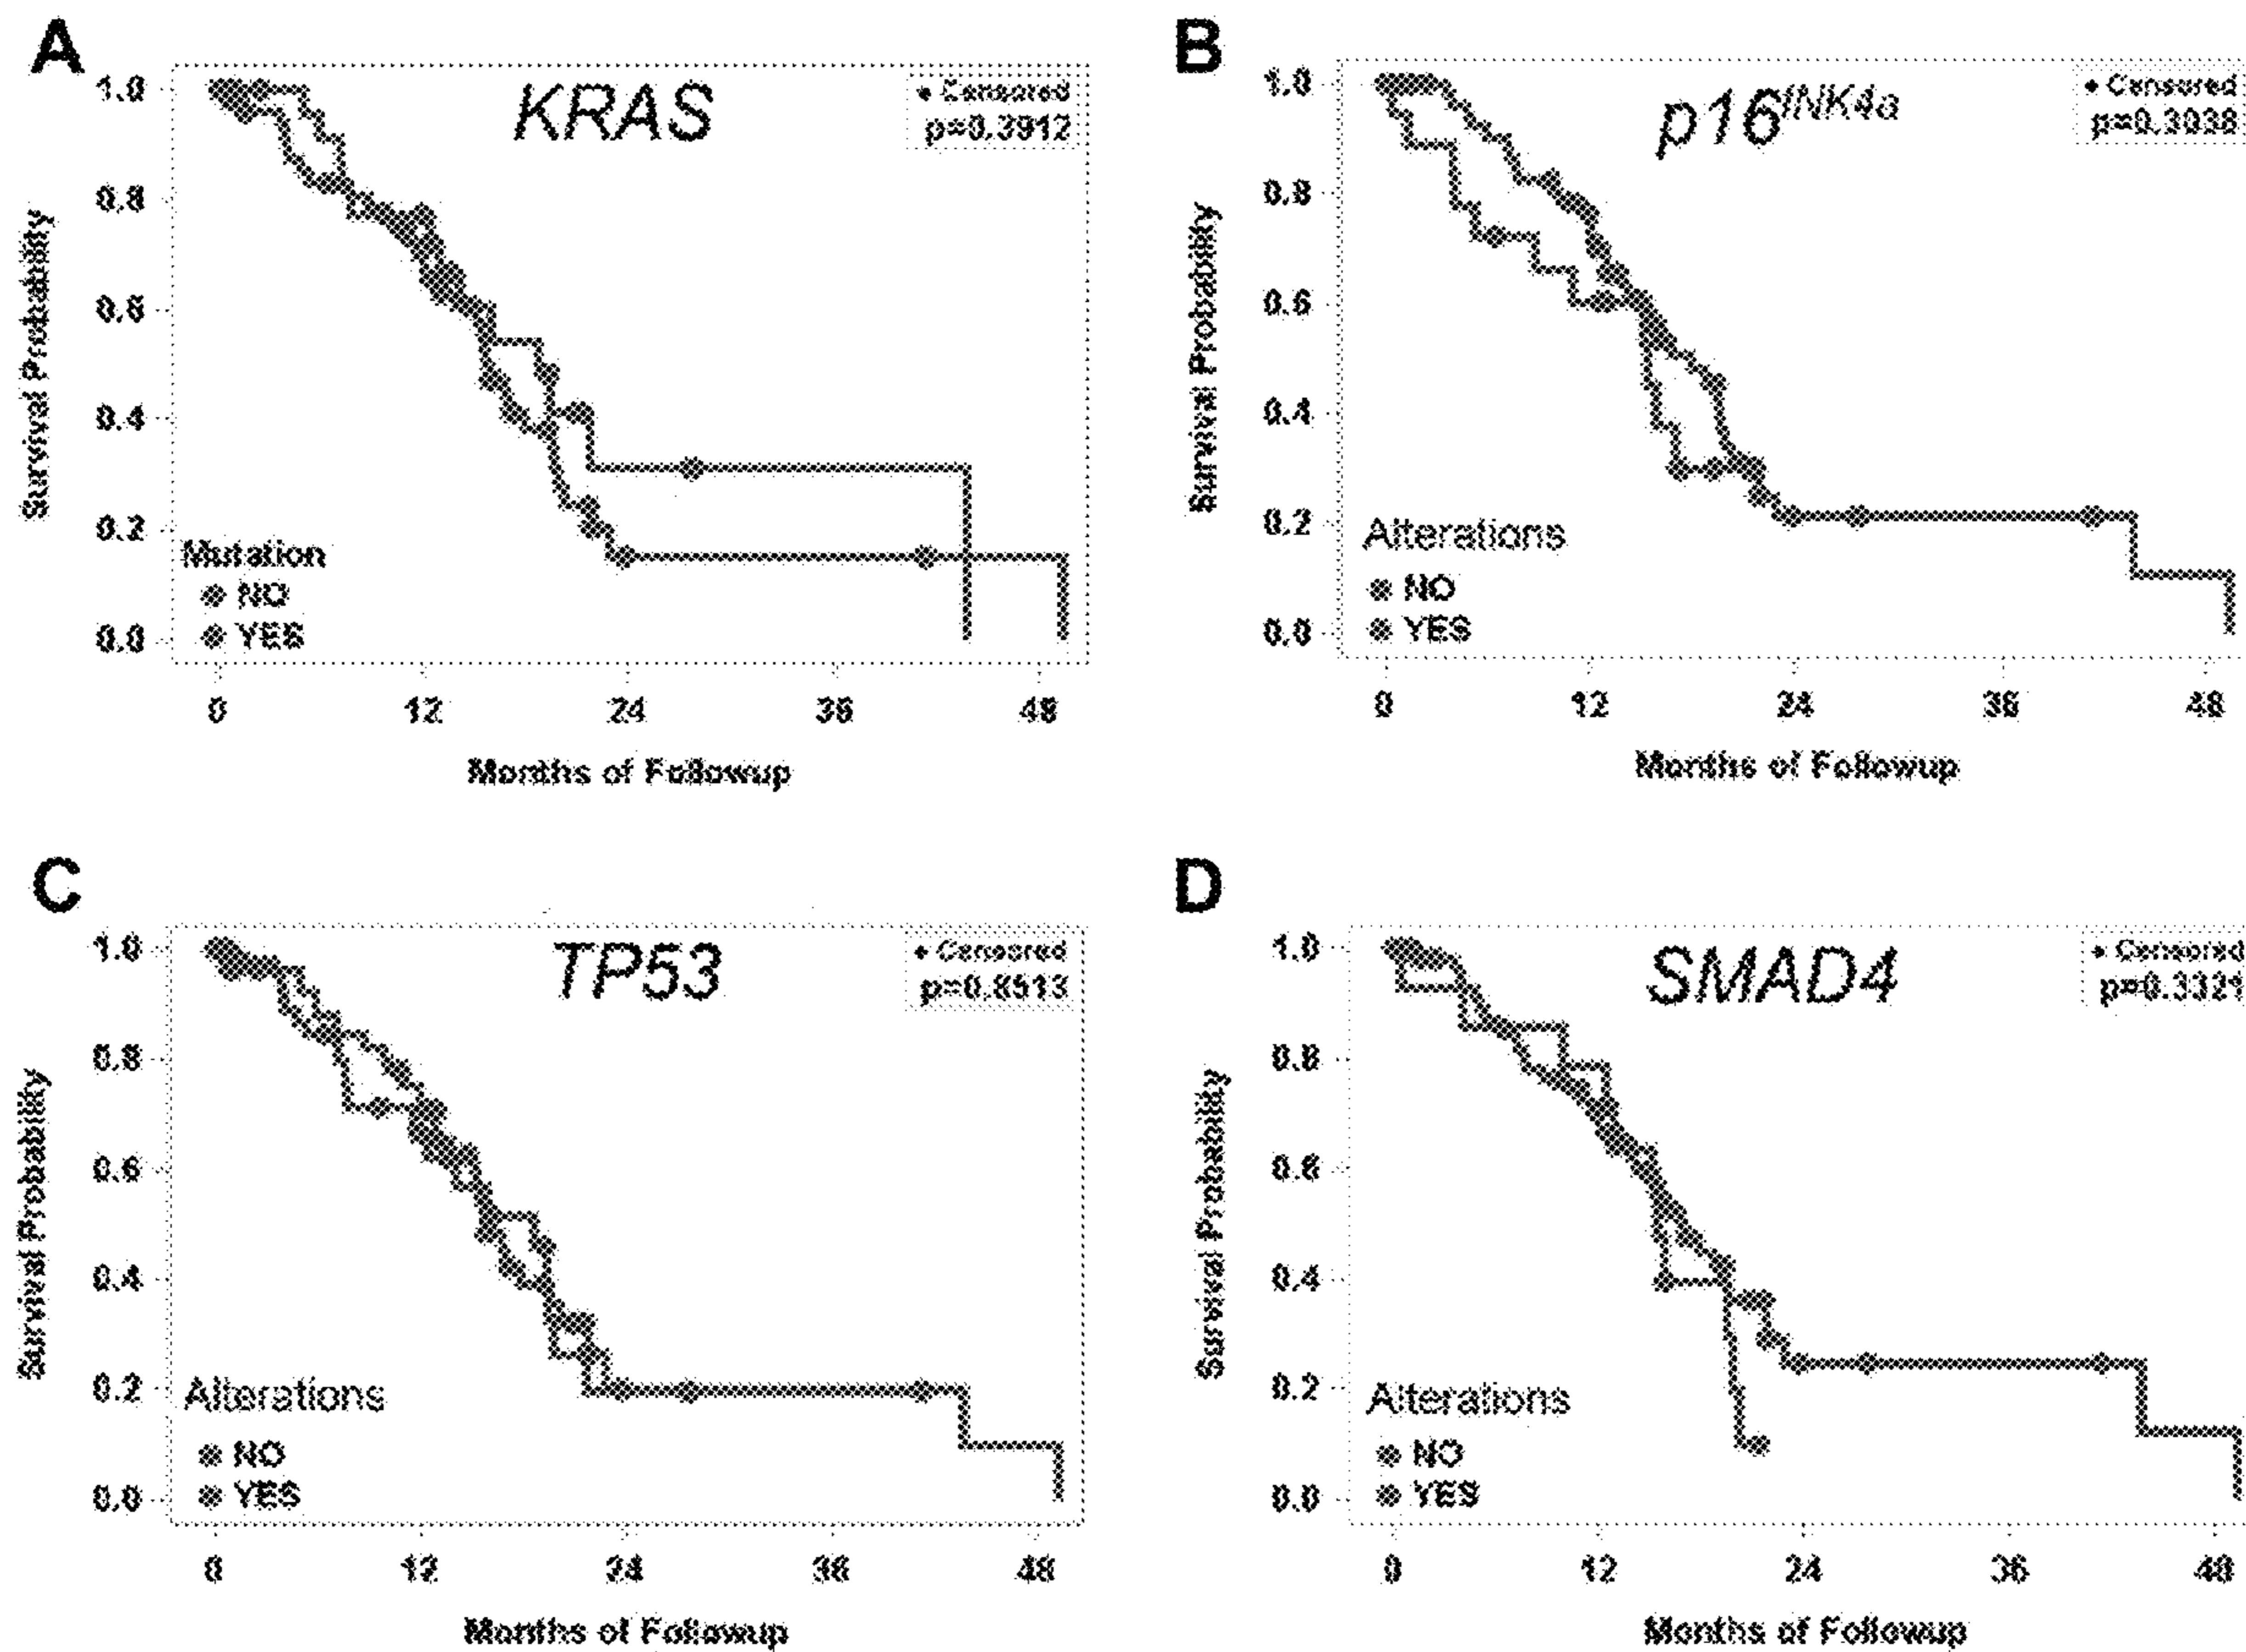 A
KRAS
• Censored
p=0.3912
Survival Probability
1.0
0.8
0.6
0.4
0.2
0.0
Mutation
NO
YES
0 12 24 36 48
Months of Followup
B
p16INK4a
• Censored
p=0.3038
Survival Probability
1.0
0.8
0.6
0.4
0.2
0.0
Alterations
NO
YES
0 12 24 36 48
Months of Followup
C
TP53
• Censored
p=0.8513
Survival Probability
1.0
0.8
0.6
0.4
0.2
0.0
Alterations
NO
YES
0 12 24 36 48
Months of Followup
D
SMAD4
• Censored
p=0.3321
Survival Probability
1.0
0.8
0.6
0.4
0.2
0.0
Alterations
NO
YES
0 12 24 36 48
Months of Followup